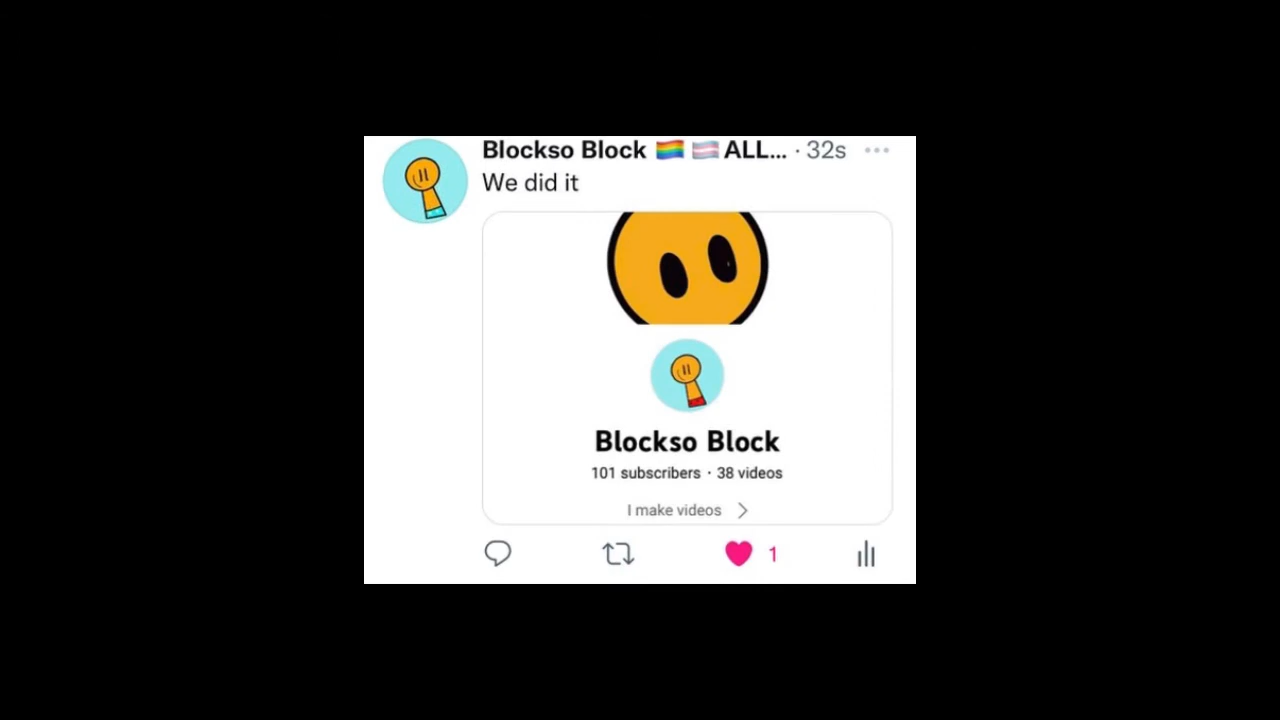 Blockso Block 🏳️‍🌈 🏳️‍⚧️ ALL... · 32s
We did it
Blockso Block
101 subscribers · 38 videos
I make videos
1